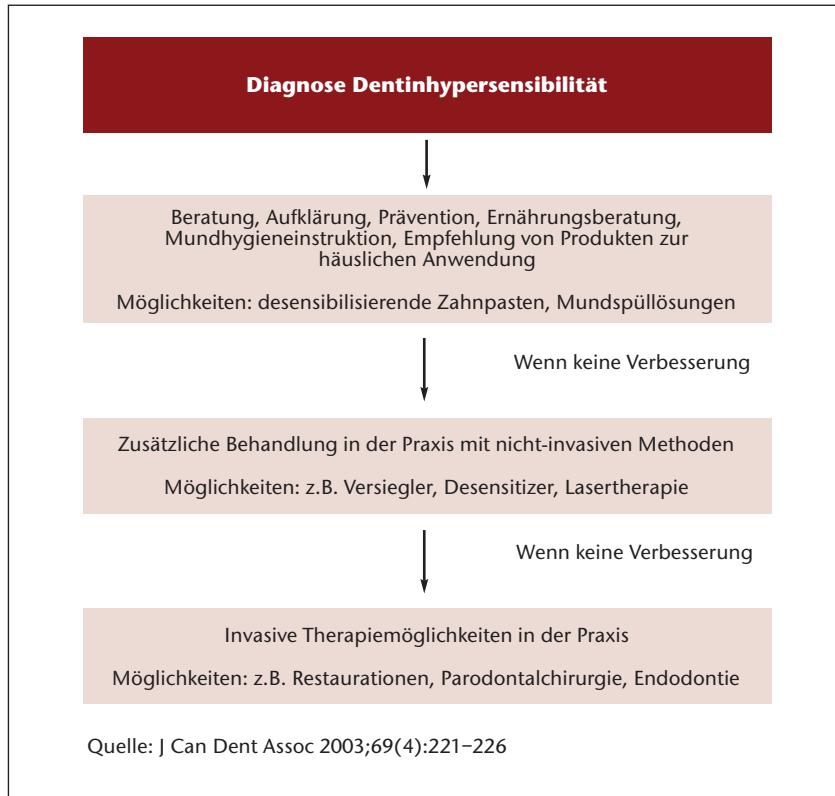 Diagnose Dentinhypersensibilität
Beratung, Aufklärung, Prävention, Ernährungsberatung,
Mundhygieneinstruktion, Empfehlung von Produkten zur
häuslichen Anwendung
Möglichkeiten: desensibilisierende Zahnpasten, Mundspüllösungen
Wenn keine Verbesserung
Zusätzliche Behandlung in der Praxis mit nicht-invasiven Methoden
Möglichkeiten: z.B. Versiegler, Desensitizer, Lasertherapie
Wenn keine Verbesserung
Invasive Therapiemöglichkeiten in der Praxis
Möglichkeiten: z.B. Restaurationen, Parodontalchirurgie, Endodontie
Quelle: J Can Dent Assoc 2003;69(4):221–226